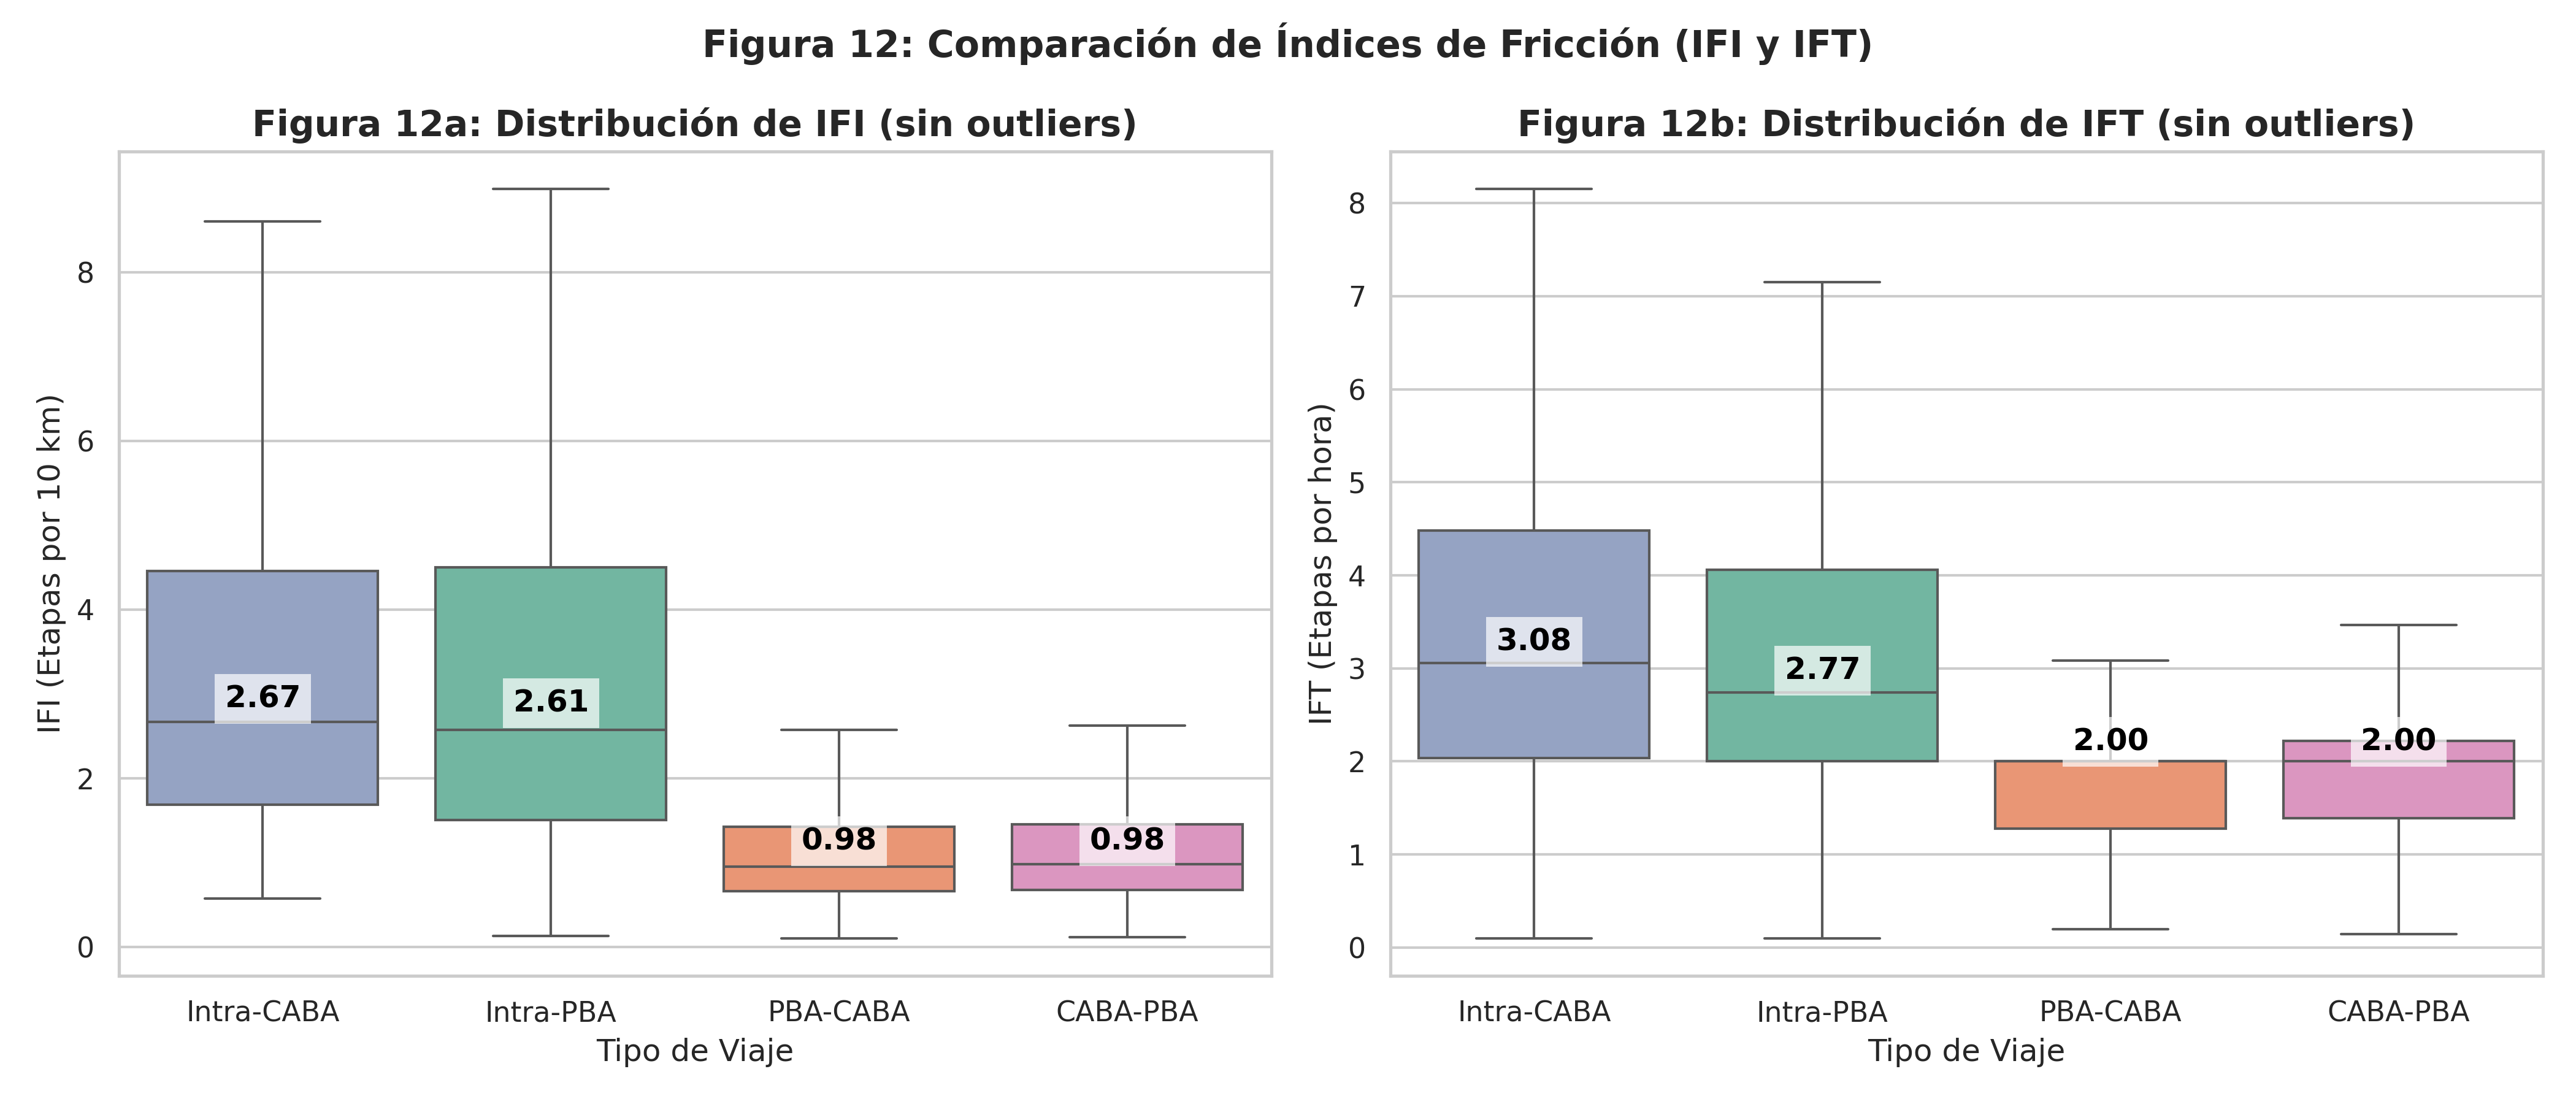 Figura 12: Comparación de Índices de Fricción (IFI y IFT)
Figura 12a: Distribución de IFI (sin outliers)
IFI (Etapas por 10 km)
8
6
4
2
0
2.67
2.61
0.98
0.98
Intra-CABA
Intra-PBA
PBA-CABA
CABA-PBA
Tipo de Viaje
Figura 12b: Distribución de IFT (sin outliers)
IFT (Etapas por hora)
8
7
6
5
4
3
2
1
0
3.08
2.77
2.00
2.00
Intra-CABA
Intra-PBA
PBA-CABA
CABA-PBA
Tipo de Viaje